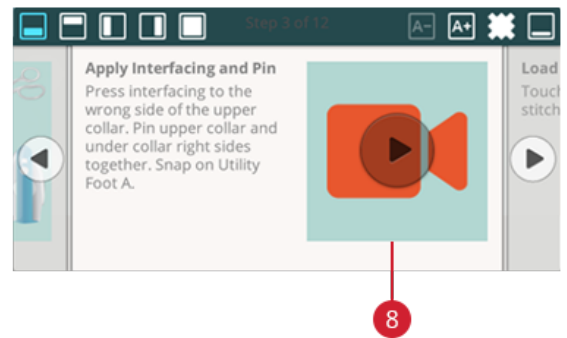 Step 3 of 12
A-
A+
Apply Interfacing and Pin
Press interfacing to the
wrong side of the upper
collar. Pin upper collar and
under collar right sides
together. Snap on Utility
Foot A.
Load
Touc
stitch
8